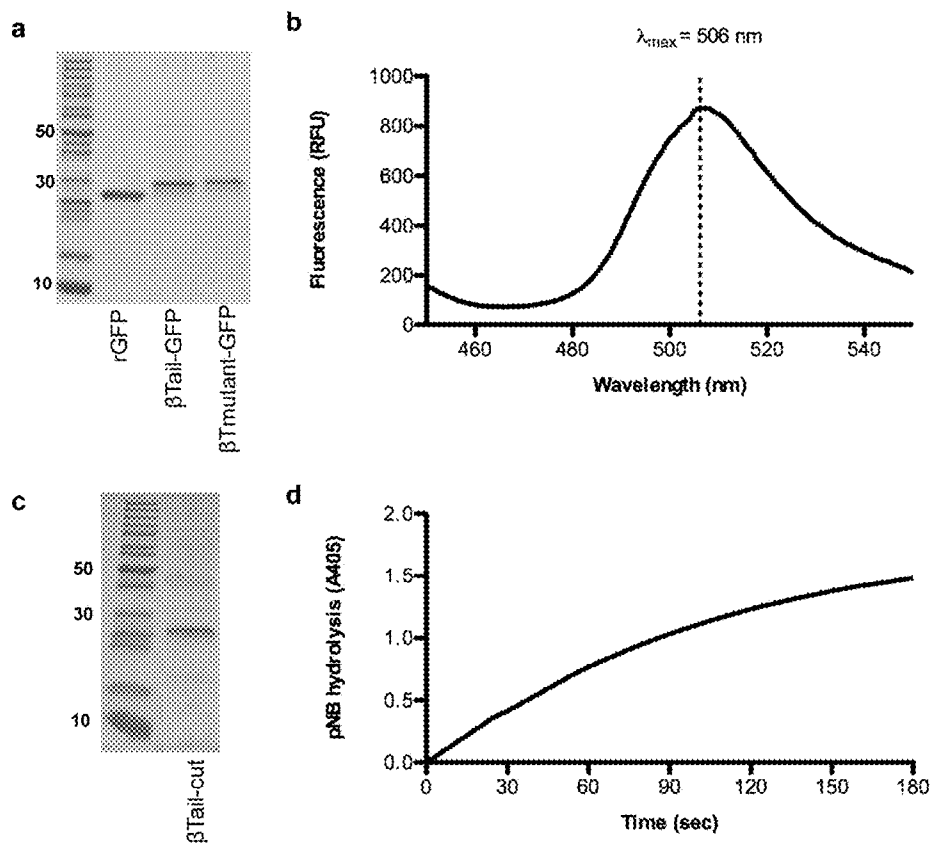 a
50
30
10
rGFP
βTail-GFP
βTmutant-GFP
b
λmax = 506 nm
Fluorescence (RFU)
1000
800
600
400
200
0
460 480 500 520 540
Wavelength (nm)
c
50
30
10
βTail-cut
d
pNB hydrolysis (A405)
2.0
1.5
1.0
0.5
0.0
0 30 60 90 120 150 180
Time (sec)